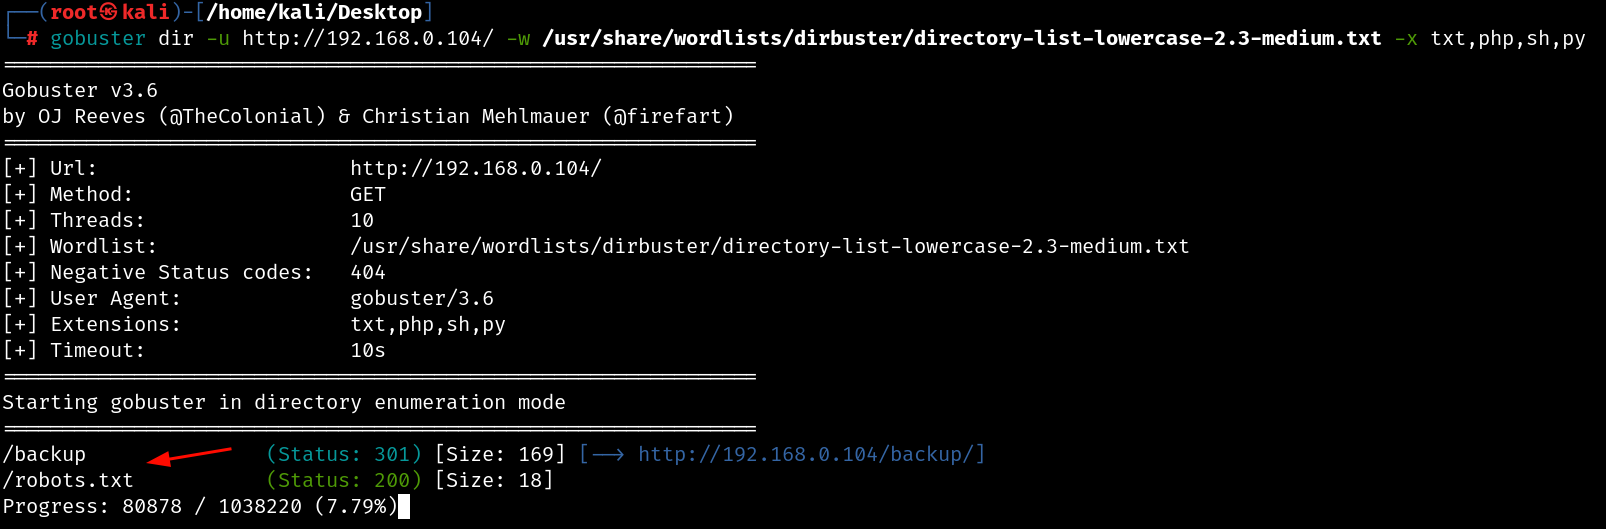 ┌──(root㉿kali)-[/home/kali/Desktop]
└─# gobuster dir -u http://192.168.0.104/ -w /usr/share/wordlists/dirbuster/directory-list-lowercase-2.3-medium.txt -x txt,php,sh,py
===============================================================
Gobuster v3.6
by OJ Reeves (@TheColonial) & Christian Mehlmauer (@firefart)
===============================================================
[+] Url:                     http://192.168.0.104/
[+] Method:                  GET
[+] Threads:                 10
[+] Wordlist:                /usr/share/wordlists/dirbuster/directory-list-lowercase-2.3-medium.txt
[+] Negative Status codes:   404
[+] User Agent:              gobuster/3.6
[+] Extensions:              txt,php,sh,py
[+] Timeout:                 10s
===============================================================
Starting gobuster in directory enumeration mode
===============================================================
/backup               (Status: 301) [Size: 169] [--> http://192.168.0.104/backup/]
/robots.txt           (Status: 200) [Size: 18]
Progress: 80878 / 1038220 (7.79%)